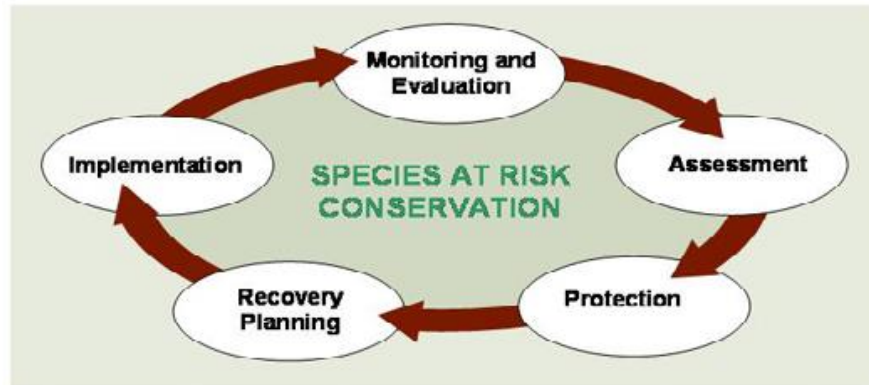 Monitoring and
Evaluation
Implementation
Assessment
SPECIES AT RISK
CONSERVATION
Recovery
Planning
Protection